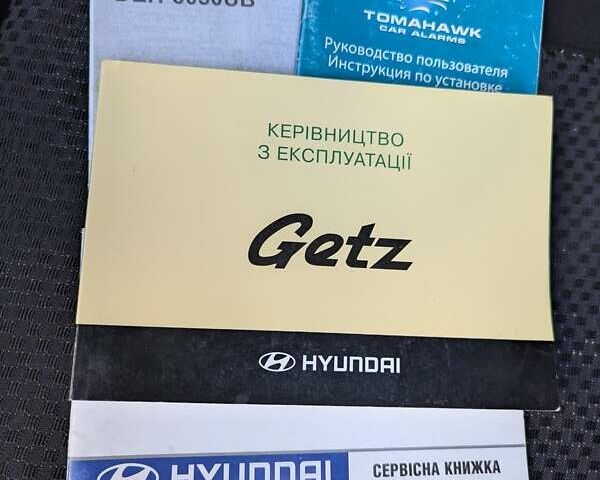 TOMAHAWK
CAR ALARMS
Руководство пользователя
Инструкция по установке
КЕРІВНИЦТВО
З ЕКСПЛУАТАЦІЇ
Getz
HYUNDAI
HYUNDAI
СЕРВІСНА КНИЖКА